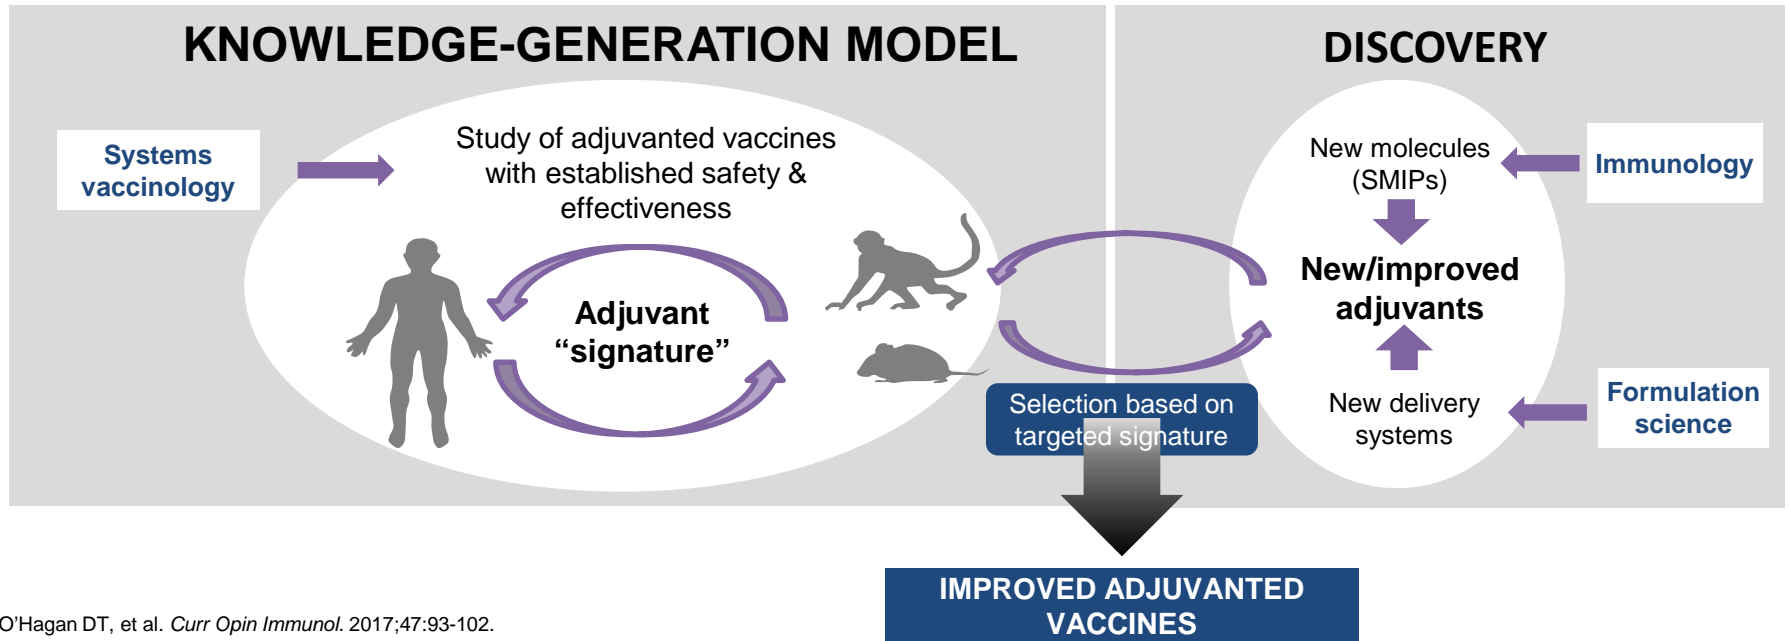 KNOWLEDGE-GENERATION MODEL
DISCOVERY
Systems
vaccinology
Study of adjuvanted vaccines
with established safety &
effectiveness
Adjuvant
“signature”
New molecules
(SMIPs)
Immunology
New/improved
adjuvants
New delivery
systems
Formulation
science
Selection based on
targeted signature
IMPROVED ADJUVANTED
VACCINES
O’Hagan DT, et al. Curr Opin Immunol. 2017;47:93-102.